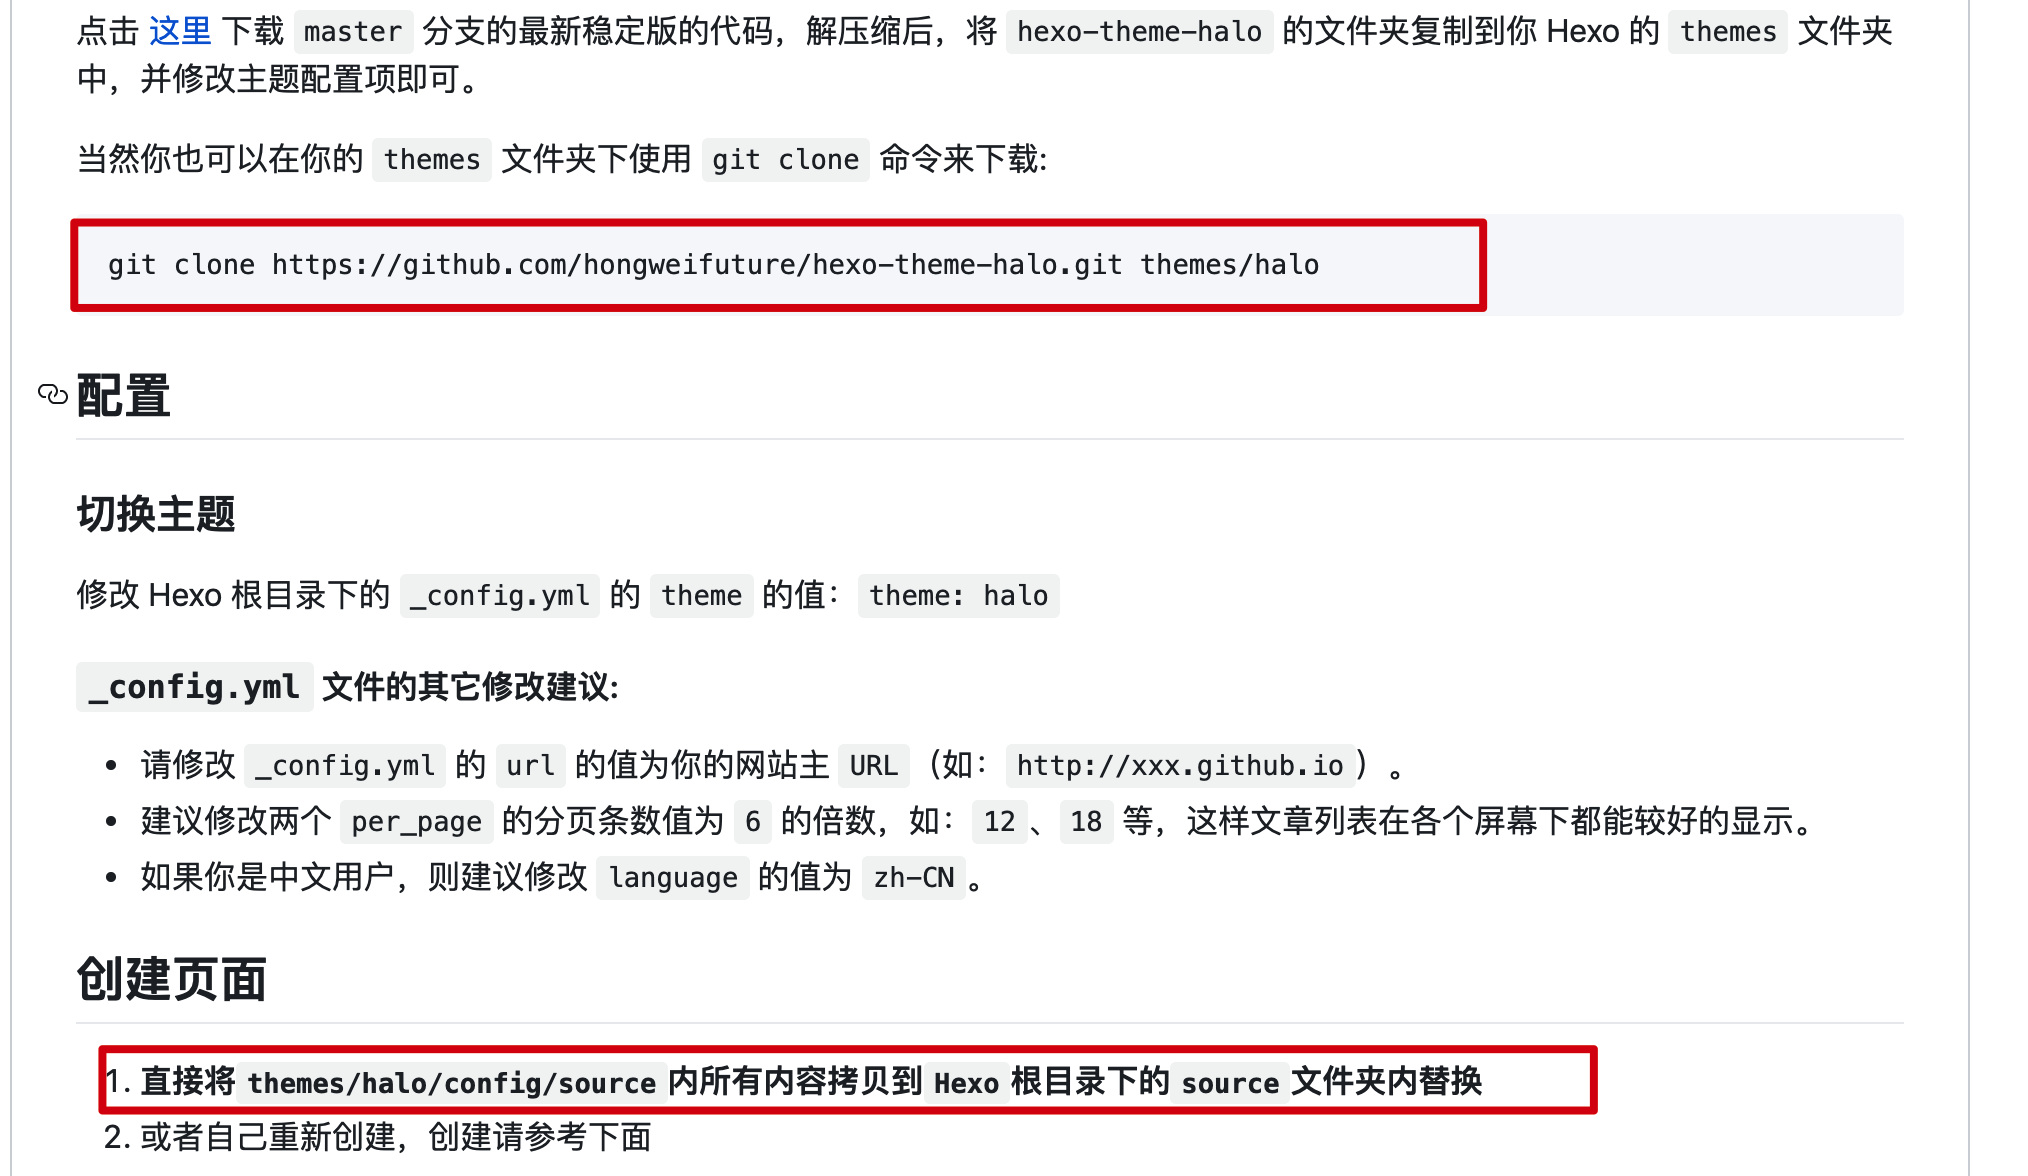 点击 这里 下载 master 分支的最新稳定版的代码，解压缩后，将 hexo-theme-halo 的文件夹复制到你 Hexo 的 themes 文件夹
中，并修改主题配置项即可。
当然你也可以在你的 themes 文件夹下使用 git clone 命令来下载:
git clone https://github.com/hongweifuture/hexo-theme-halo.git themes/halo
配置
切换主题
修改 Hexo 根目录下的 _config.yml 的 theme 的值： theme: halo
_config.yml 文件的其它修改建议:
• 请修改 _config.yml 的 url 的值为你的网站主 URL （如： http://xxx.github.io）。
• 建议修改两个 per_page 的分页条数值为 6 的倍数，如： 12 、 18 等，这样文章列表在各个屏幕下都能较好的显示。
• 如果你是中文用户，则建议修改 language 的值为 zh-CN 。
创建页面
1. 直接将 themes/halo/config/source 内所有内容拷贝到 Hexo 根目录下的 source 文件夹内替换
2. 或者自己重新创建，创建请参考下面